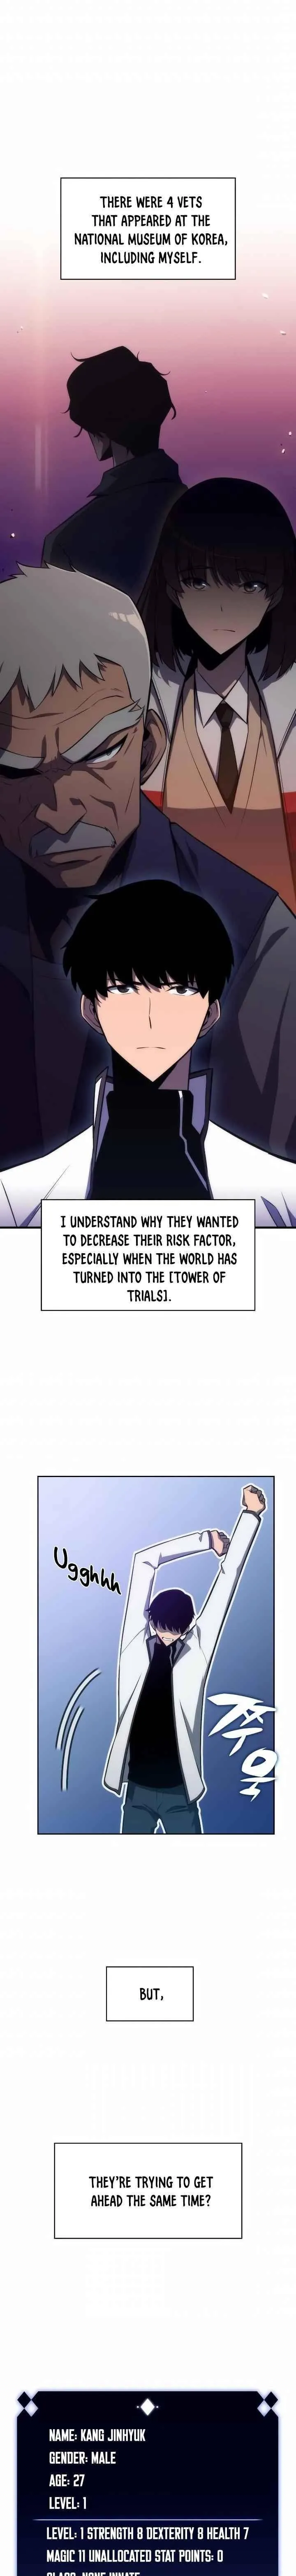 THERE WERE 4 VETS
THAT APPEARED AT THE
NATIONAL MUSEUM OF KOREA,
INCLUDING MYSELF.
I UNDERSTAND WHY THEY WANTED
TO DECREASE THEIR RISK FACTOR,
ESPECIALLY WHEN THE WORLD HAS
TURNED INTO THE [TOWER OF
TRIALS].
Ugghhh
BUT,
THEY'RE TRYING TO GET
AHEAD THE SAME TIME?
NAME: KANG JINHYUK
GENDER: MALE
AGE: 27
LEVEL: 1
LEVEL: 1 STRENGTH 8 DEXTERITY 8 HEALTH 7
MAGIC 11 UNALLOCATED STAT POINTS: 0
CLASS: NONE INNATE